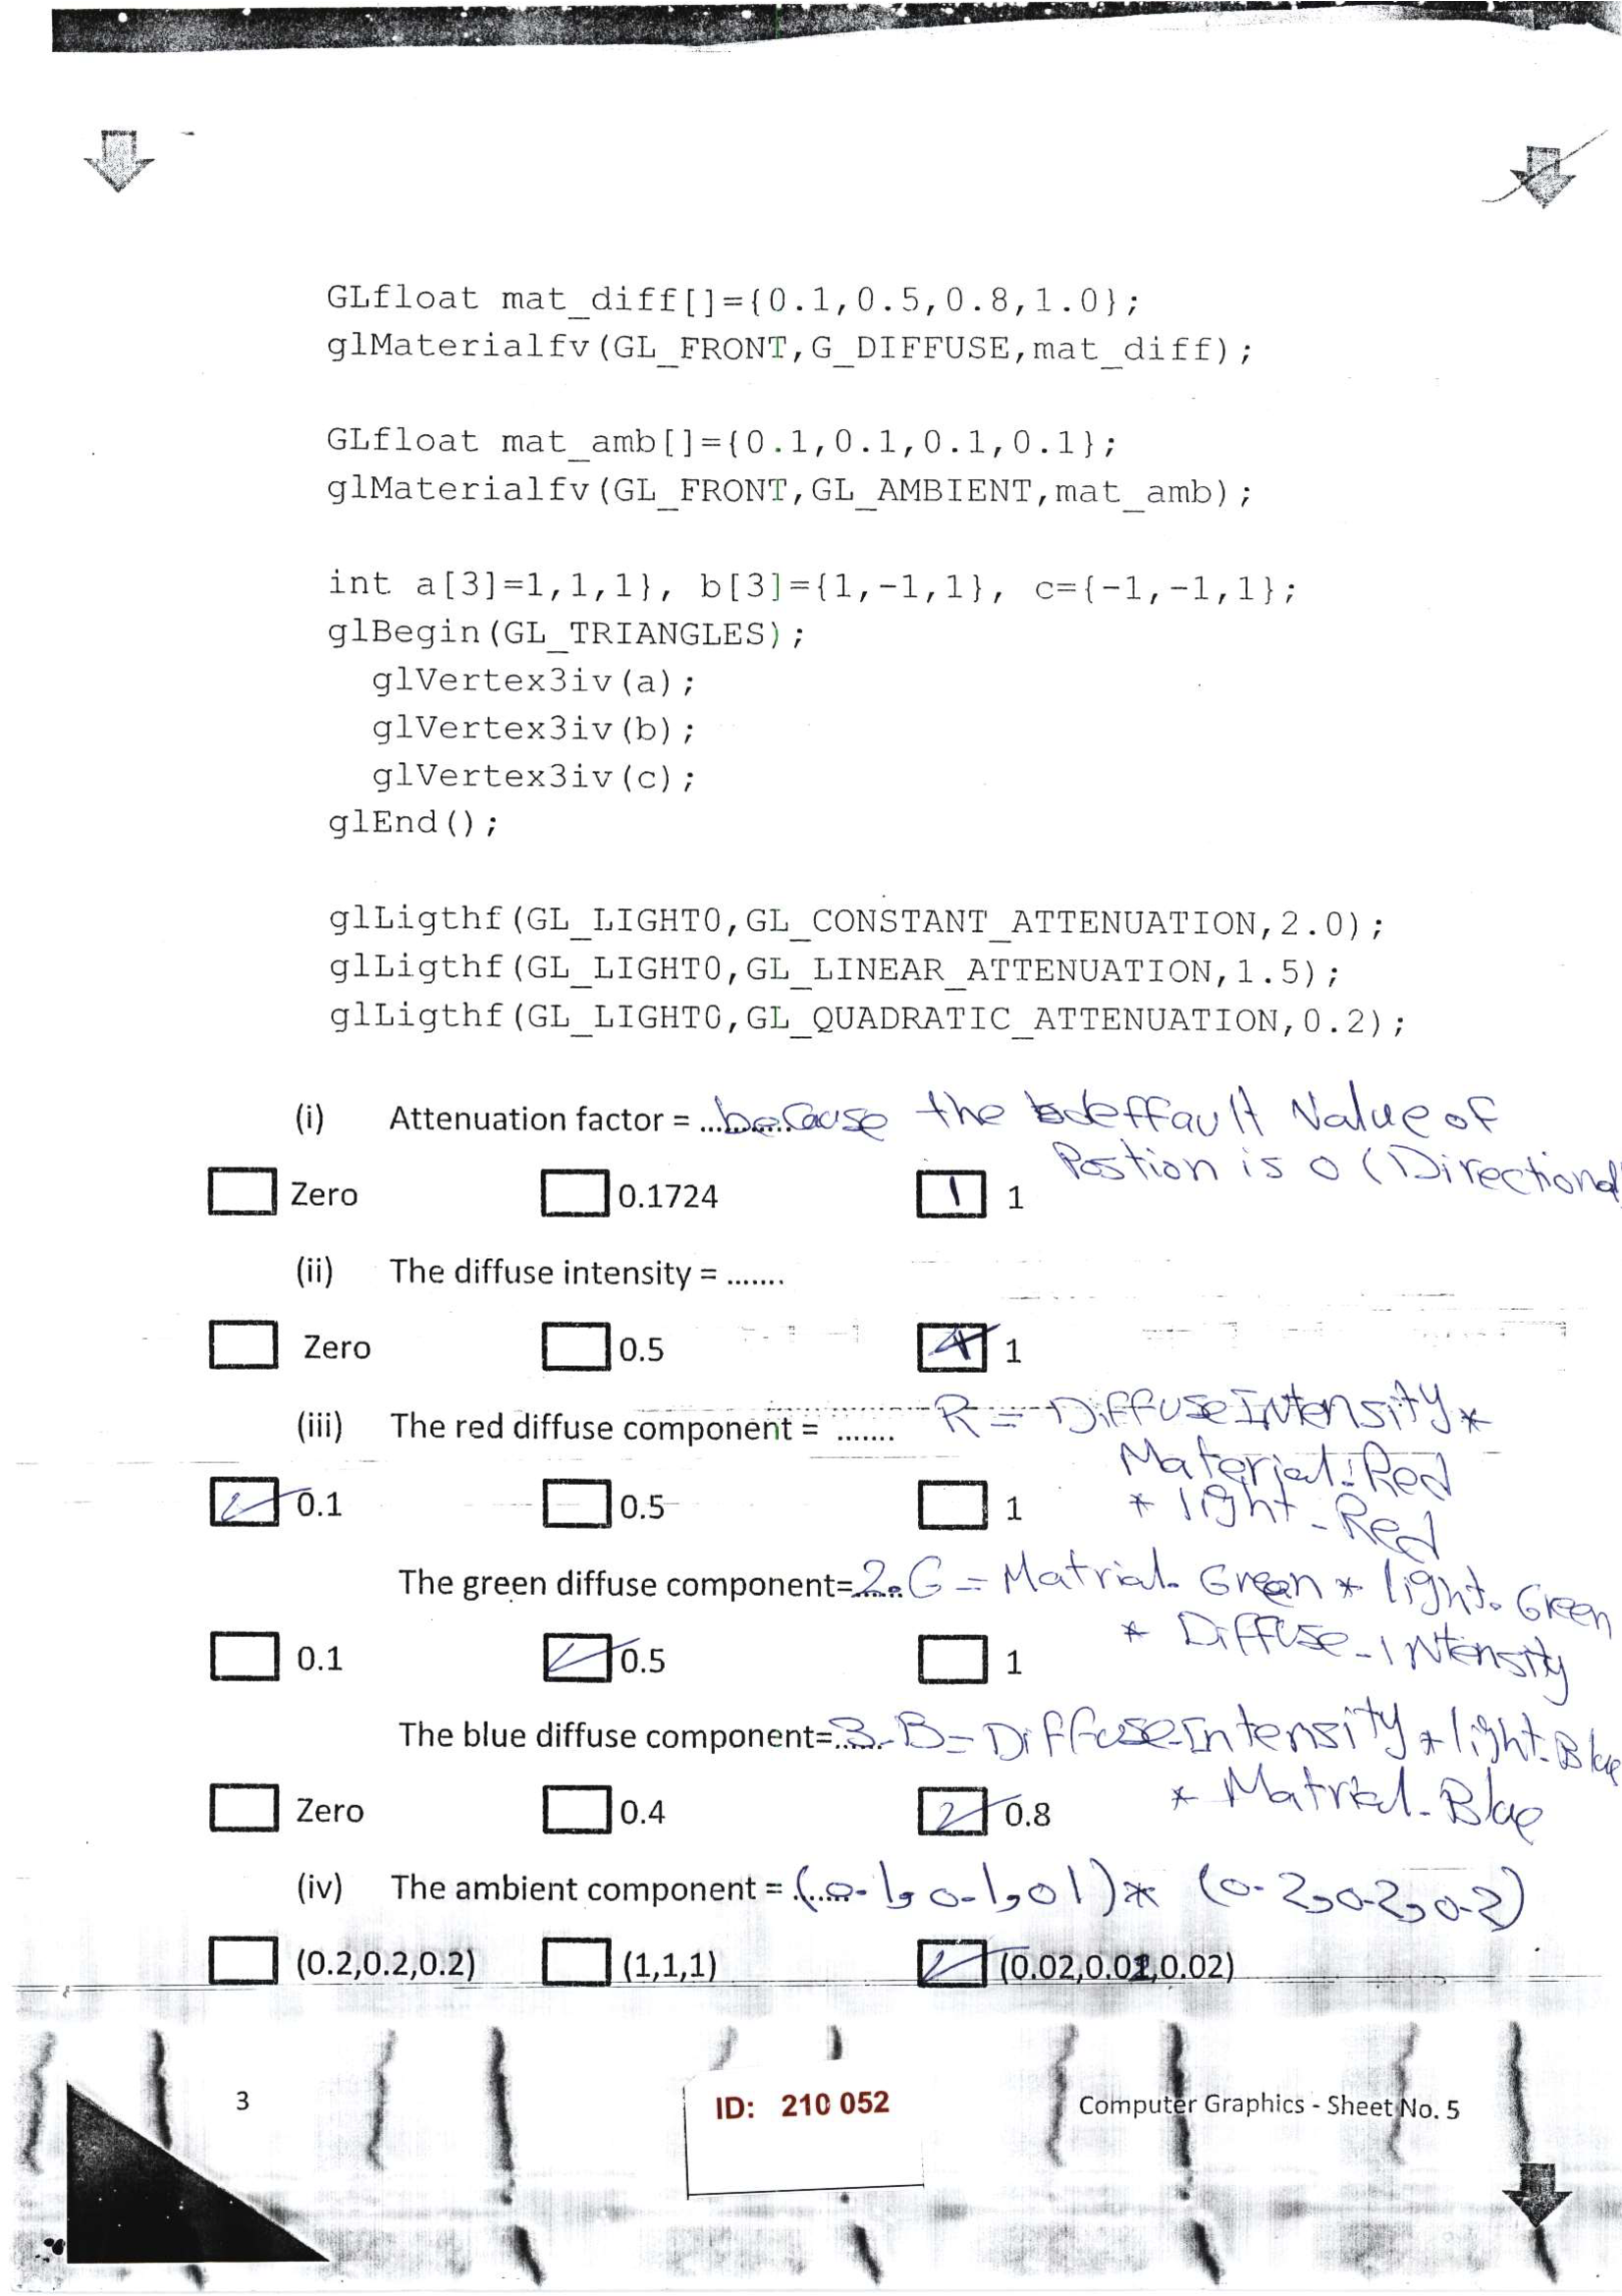 GLfloat mat_diff[]={0.1,0.5,0.8,1.0};
glMaterialfv(GL_FRONT,G_DIFFUSE,mat_diff);
GLfloat mat_amb[]={0.1,0.1,0.1,0.1};
glMaterialfv(GL_FRONT,GL_AMBIENT,mat_amb);
int a[3]=1,1,1}, b[3]={1,-1,1}, c={-1,-1,1};
glBegin(GL_TRIANGLES);
glVertex3iv(a);
glVertex3iv(b);
glVertex3iv(c);
glEnd();
glLigthf(GL_LIGHT0,GL_CONSTANT_ATTENUATION,2.0);
glLigthf(GL_LIGHT0,GL_LINEAR_ATTENUATION,1.5);
glLigthf(GL_LIGHT0,GL_QUADRATIC_ATTENUATION,0.2);
(i) Attenuation factor = ...because the deffault Value of
Postion is 0 (Directional
Zero 0.1724 1
(ii) The diffuse intensity = .......
Zero 0.5 1
(iii) The red diffuse component = ....... R = Diffuse Intensity *
Material-Red
* light-Red
0.1 0.5 1
The green diffuse component=2.G = Matrial-Green * light-Green
* Diffuse-Intensity
0.1 0.5 1
The blue diffuse component=3-B=Diffuse-Intensity * light-Blue
* Matrial-Blue
Zero 0.4 0.8
(iv) The ambient component = (0.1,0.1,01)* (0.2,0.2,0.2)
(0.2,0.2,0.2) (1,1,1) (0.02,0.02,0.02)
3
ID: 210 052
Computer Graphics - Sheet No. 5